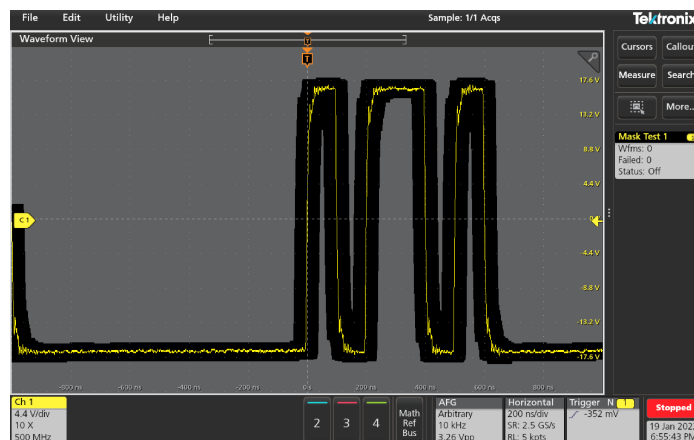 File Edit Utility Help Sample: 1/1 Acqs Tektronix
Waveform View
T
T
Cursors Callou
Measure Search
More...
17.6 V
13.2 V
8.8 V
4.4 V
-4.4 V
-8.8 V
-13.2 V
-17.6 V
C 1
Mask Test 1
Wfms: 0
Failed: 0
Status: Off
-800 ns -600 ns -400 ns -200 ns 0 s 200 ns 400 ns 600 ns 800 ns
Ch 1
4.4 V/div
10 X
500 MHz
2 3 4
Math
Ref
Bus
AFG
Arbitrary
10 kHz
3.26 Vpp
Horizontal
200 ns/div
SR: 2.5 GS/s
RL: 5 kpts
Trigger N 1
-352 mV
Stopped
19 Jan 202
6:55:43 PM